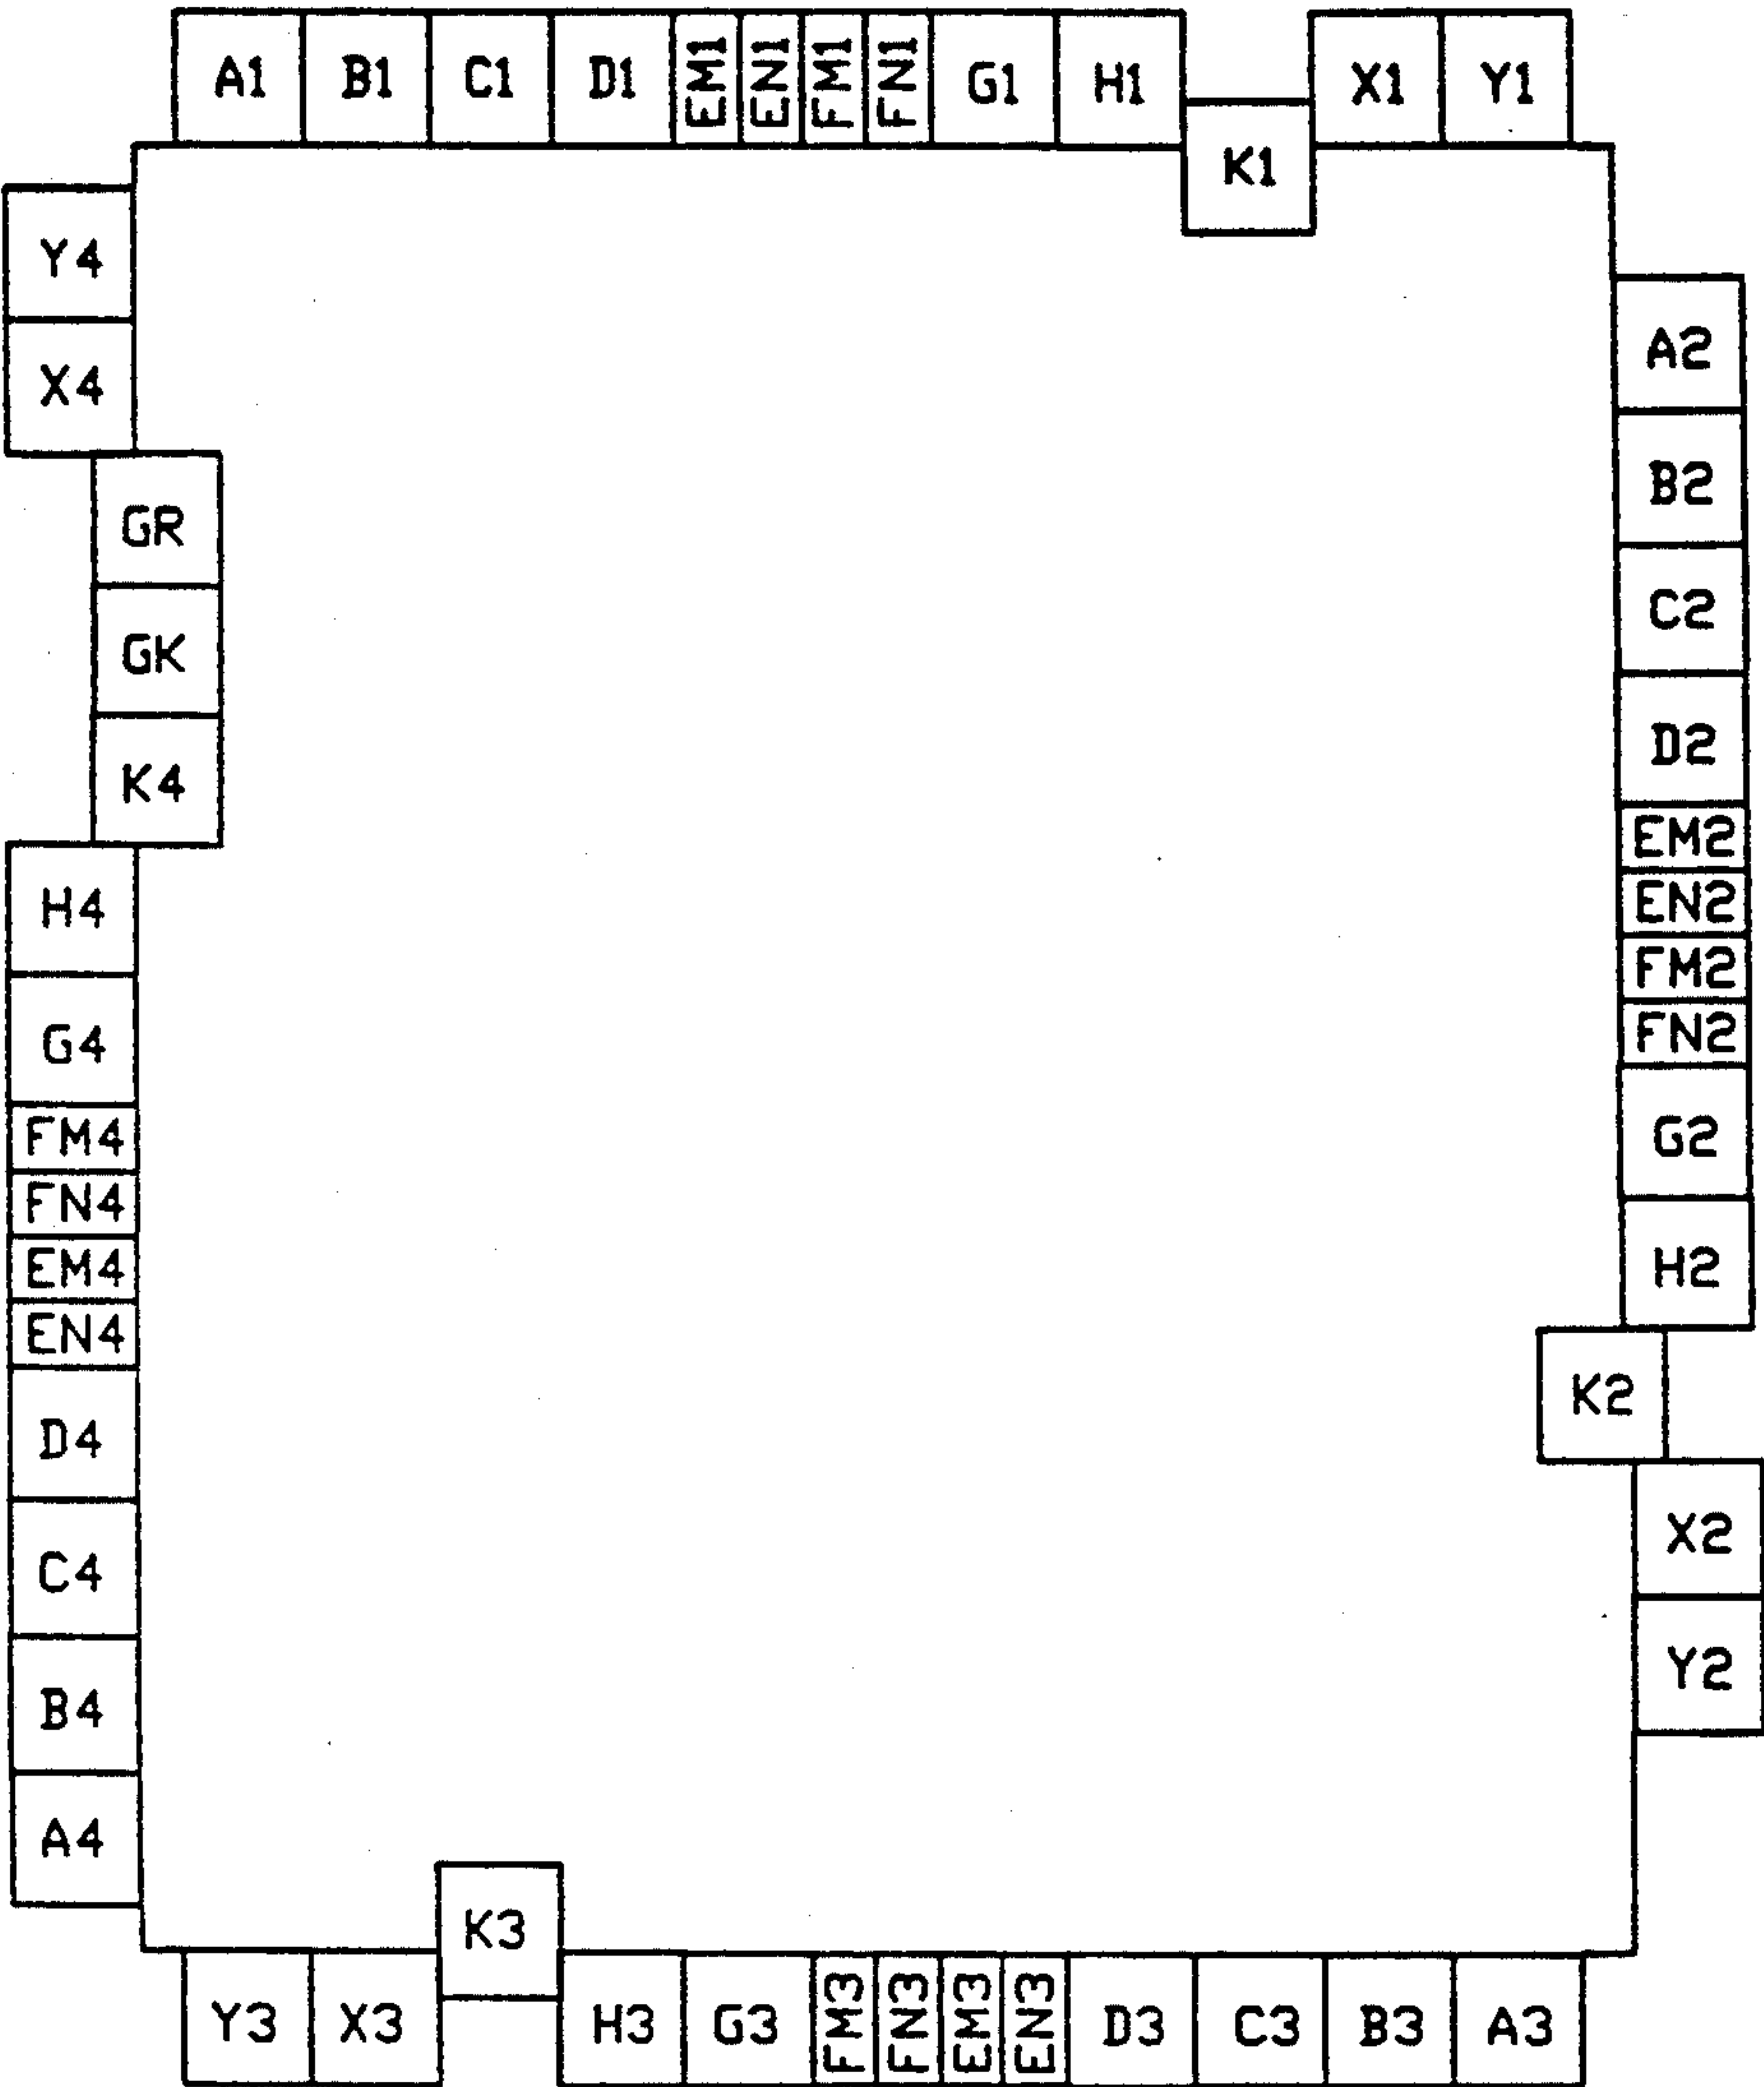 A1 B1 C1 D1 EM1 EN1 FM1 FN1 G1 H1 K1 X1 Y1
A2
B2
C2
D2
EM2
EN2
FM2
FN2
G2
H2
K2
X2
Y2
Y4
X4
GR
GK
K4
H4
G4
FM4
FN4
EM4
EN4
D4
C4
B4
A4
Y3 X3 K3 H3 G3 FM3 FN3 EM3 EN3 D3 C3 B3 A3